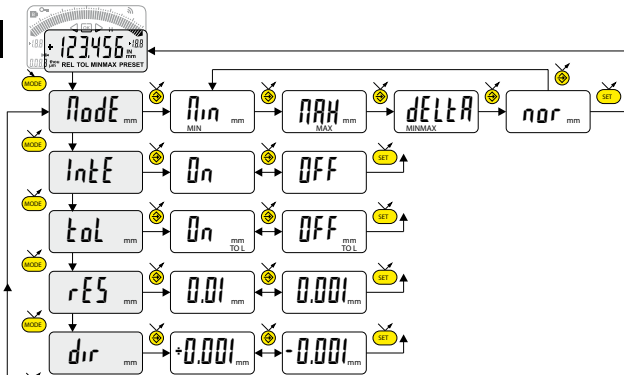 + 123.456 IN mm
REL TOL MINMAX PRESET
MODE
ModE mm
Min mm MIN
MAX mm MAX
dELtA MINMAX
nor mm
SET
MODE
IntE
On
OFF
SET
MODE
toL mm
On mm TOL
OFF mm TOL
SET
MODE
rES mm
0.01 mm
0.001 mm
SET
MODE
dir mm
+0.001 mm
-0.001 mm
SET